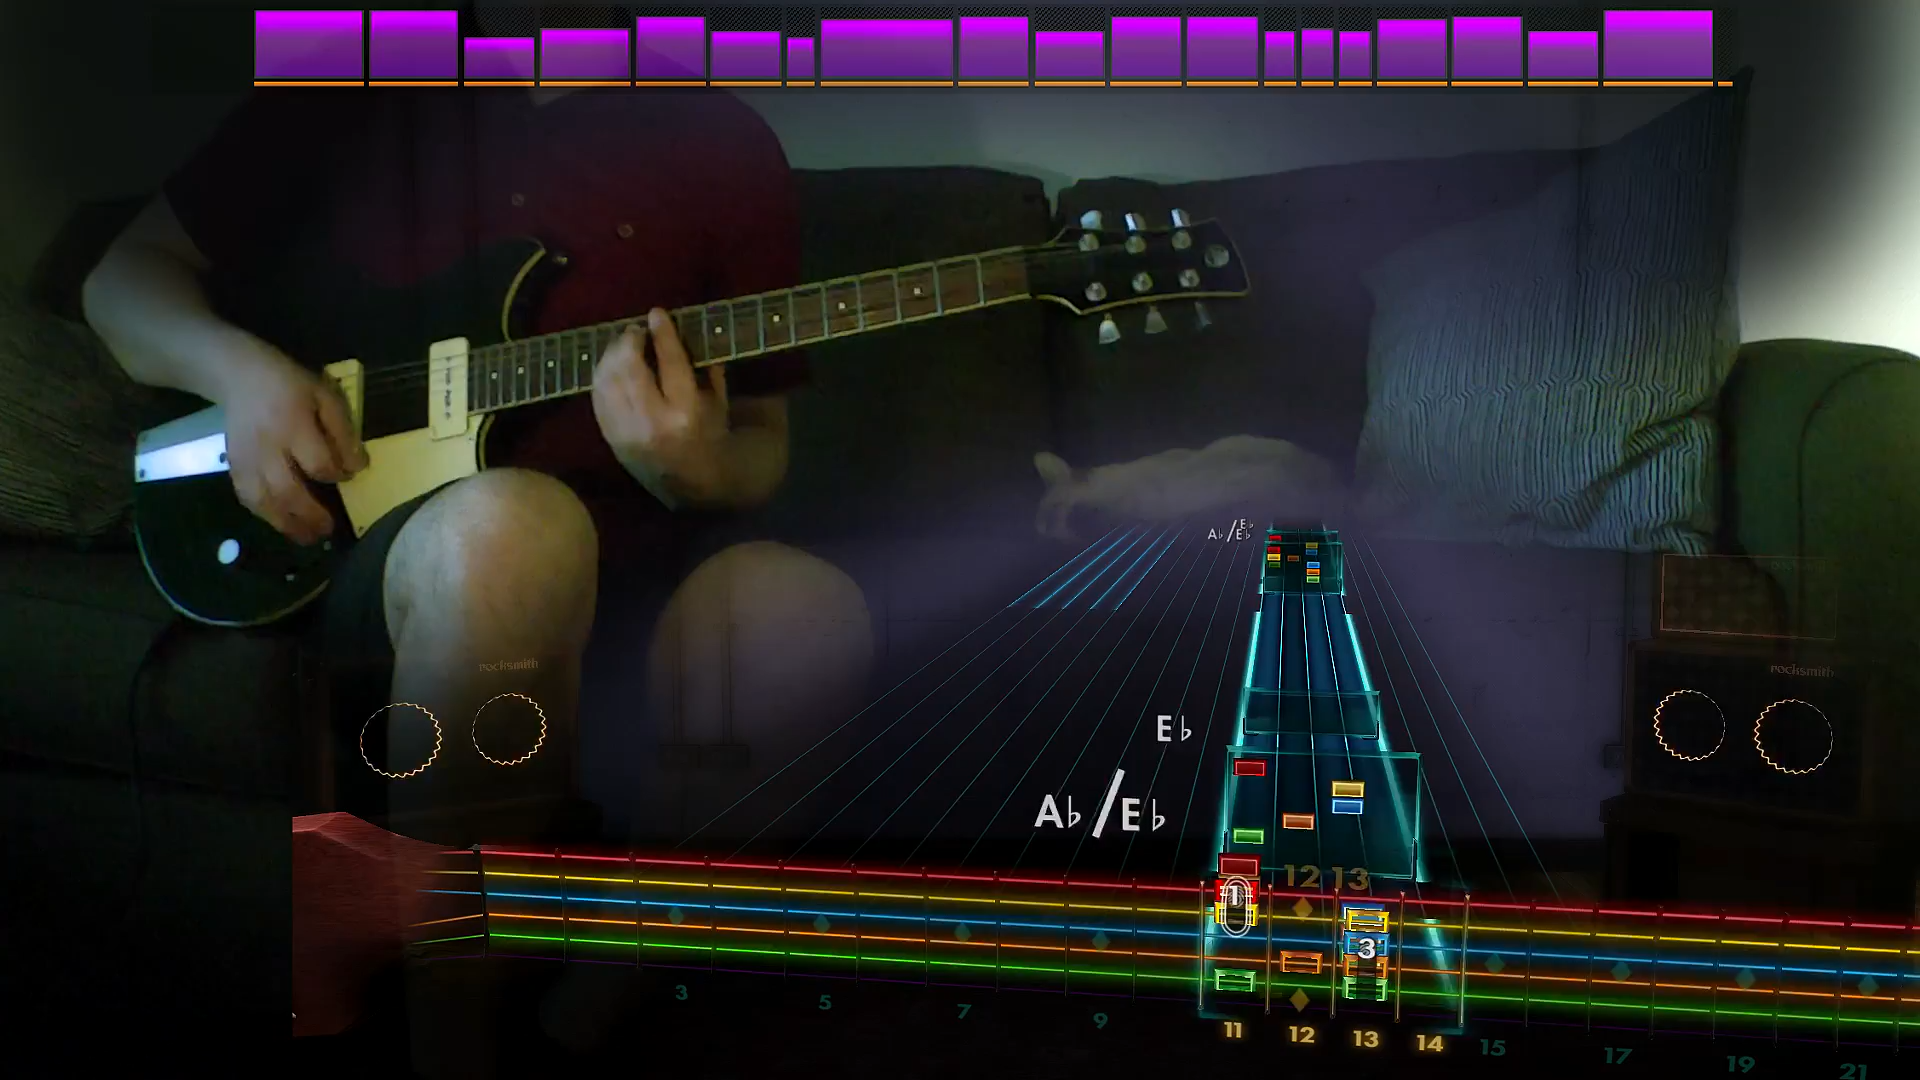 A♭/E♭
E♭
E♭
A♭/E♭
rocksmith
rocksmith
12 13
1
3
3 5 7 9 11 12 13 14 15 17 19 21